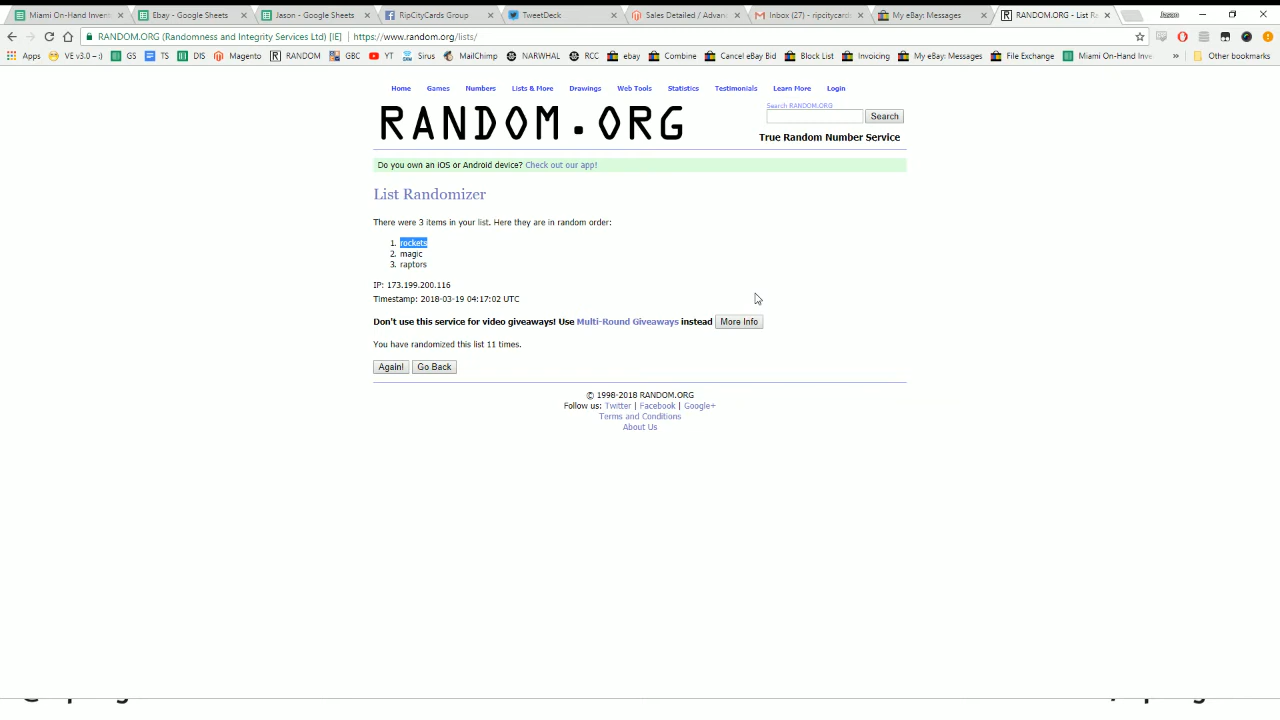 Miami On-Hand Invent
Ebay - Google Sheets
Jason - Google Sheets
RipCityCards Group
TweetDeck
Sales Detailed / Advan
Inbox (27) - ripcitycards
My eBay: Messages
RANDOM.ORG - List Ra
Jason
RANDOM.ORG (Randomness and Integrity Services Ltd) [IE] https://www.random.org/lists/
Apps VE v3.0 – :) GS TS DIS Magento RANDOM GBC YT Sirus MailChimp NARWHAL RCC ebay Combine Cancel eBay Bid Block List Invoicing My eBay: Messages File Exchange Miami On-Hand Inve » Other bookmarks
Home Games Numbers Lists & More Drawings Web Tools Statistics Testimonials Learn More Login
RANDOM.ORG
Search RANDOM.ORG
Search
True Random Number Service
Do you own an iOS or Android device? Check out our app!
List Randomizer
There were 3 items in your list. Here they are in random order:
1. rockets
2. magic
3. raptors
IP: 173.199.200.116
Timestamp: 2018-03-19 04:17:02 UTC
Don't use this service for video giveaways! Use Multi-Round Giveaways instead More Info
You have randomized this list 11 times.
Again! Go Back
© 1998-2018 RANDOM.ORG
Follow us: Twitter | Facebook | Google+
Terms and Conditions
About Us